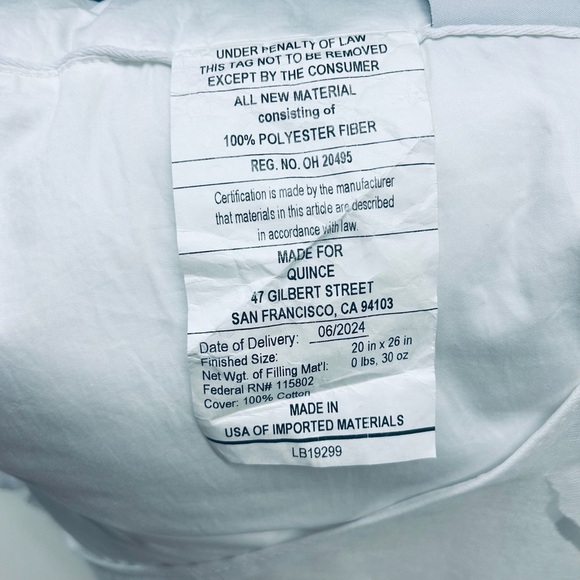 UNDER PENALTY OF LAW
THIS TAG NOT TO BE REMOVED
EXCEPT BY THE CONSUMER
ALL NEW MATERIAL
consisting of
100% POLYESTER FIBER
REG. NO. OH 20495
Certification is made by the manufacturer
that materials in this article are described
in accordance with law.
MADE FOR
QUINCE
47 GILBERT STREET
SAN FRANCISCO, CA 94103
Date of Delivery: 06/2024
Finished Size: 20 in x 26 in
Net Wgt. of Filling Mat'l: 0 lbs, 30 oz
Federal RN# 115802
Cover: 100% Cotton
MADE IN
USA OF IMPORTED MATERIALS
LB19299